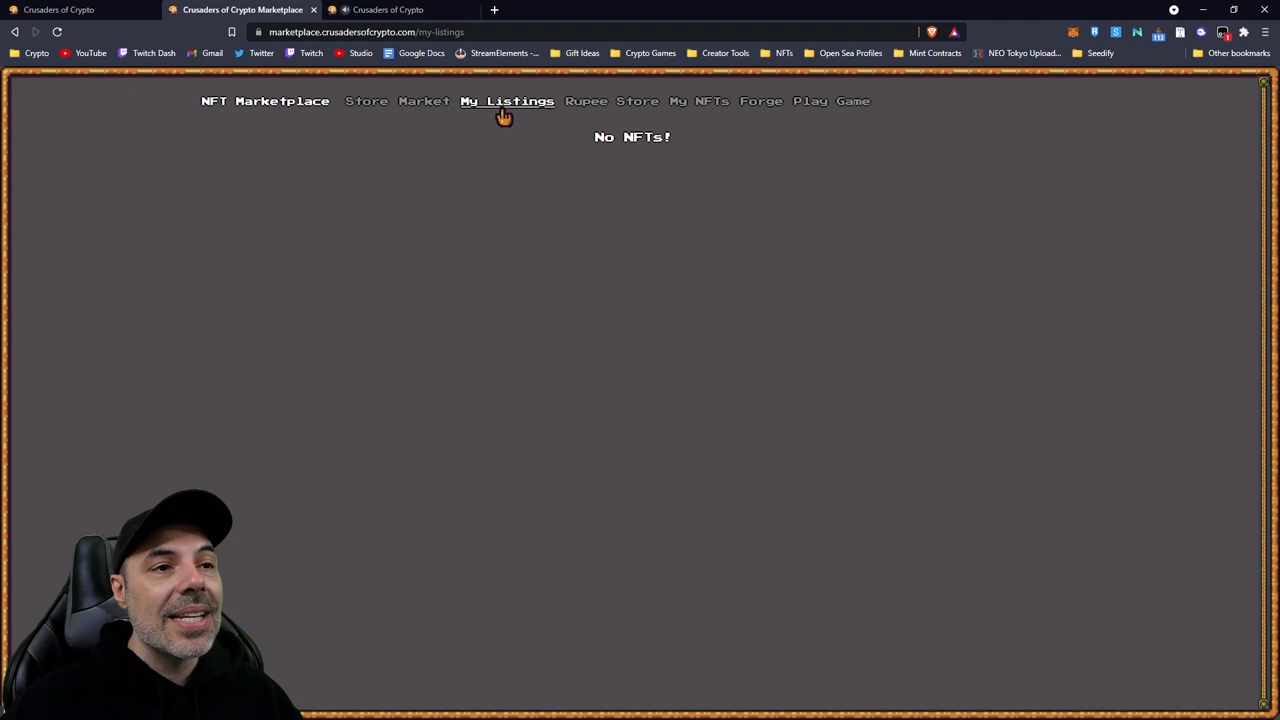 Crusaders of Crypto
Crusaders of Crypto Marketplace
Crusaders of Crypto
marketplace.crusadersofcrypto.com/my-listings
Crypto YouTube Twitch Dash Gmail Twitter Twitch Studio Google Docs StreamElements -... Gift Ideas Crypto Games Creator Tools NFTs Open Sea Profiles Mint Contracts NEO Tokyo Upload... Seedify Other bookmarks
NFT Marketplace Store Market My Listings Rupee Store My NFTs Forge Play Game
No NFTs!